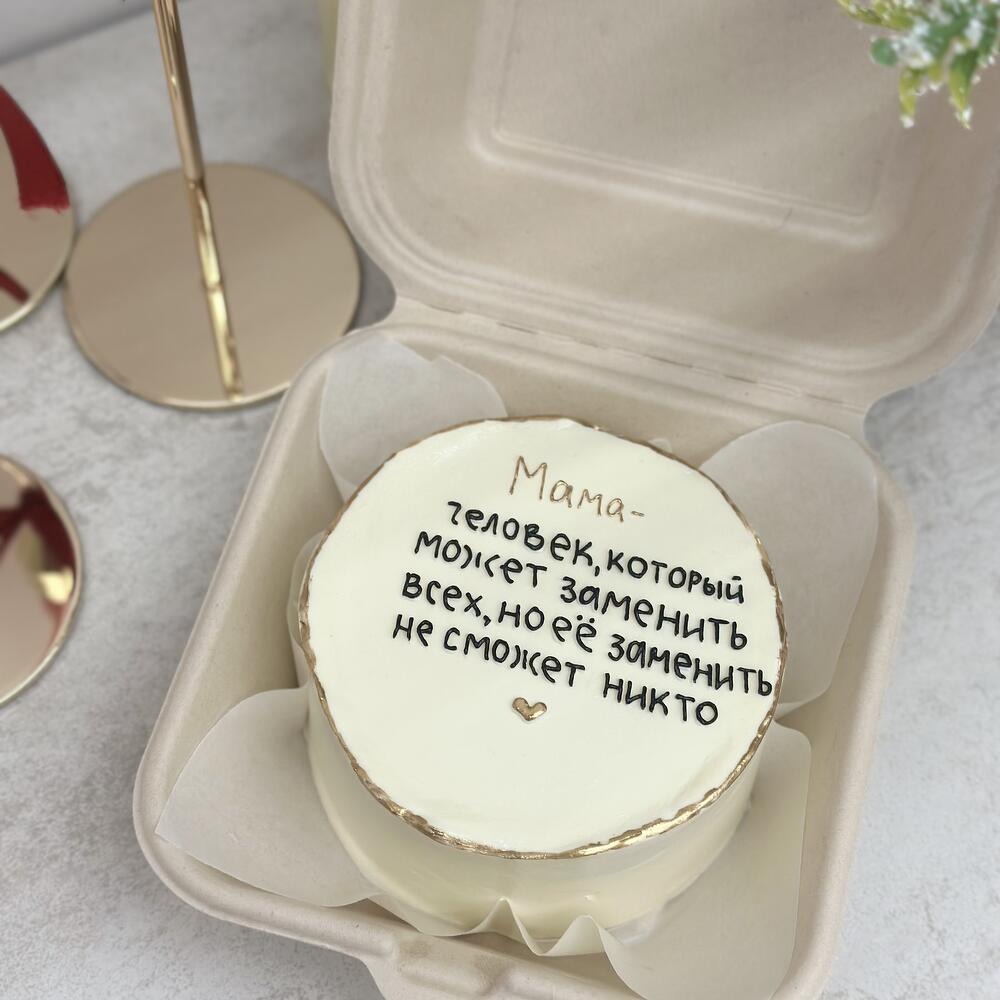 Мама-
человек, который
может заменить
всех, но её заменить
не сможет никто